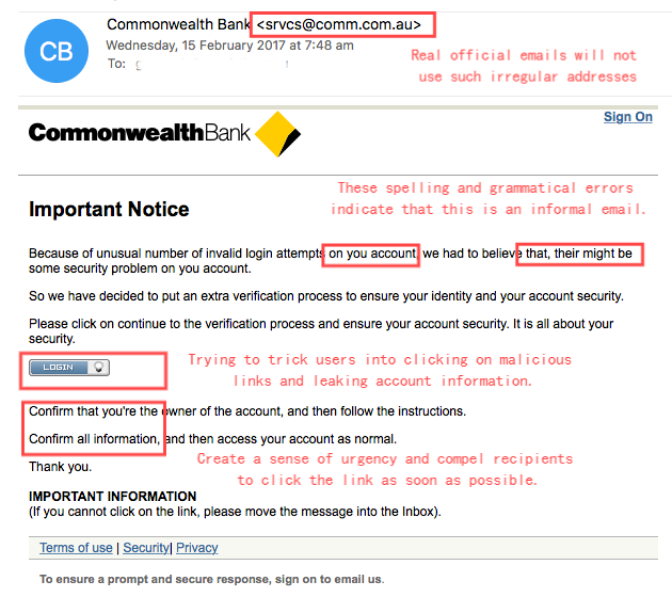 CB
Commonwealth Bank <srvcs@comm.com.au>
Wednesday, 15 February 2017 at 7:48 am
To:
Real official emails will not
use such irregular addresses
CommonwealthBank
Sign On
These spelling and grammatical errors
indicate that this is an informal email.
Important Notice
Because of unusual number of invalid login attempts on you account, we had to believe that, their might be
some security problem on you account.
So we have decided to put an extra verification process to ensure your identity and your account security.
Please click on continue to the verification process and ensure your account security. It is all about your
security.
LOGIN
Trying to trick users into clicking on malicious
links and leaking account information.
Confirm that you're the owner of the account, and then follow the instructions.
Confirm all information, and then access your account as normal.
Thank you.
Create a sense of urgency and compel recipients
to click the link as soon as possible.
IMPORTANT INFORMATION
(If you cannot click on the link, please move the message into the Inbox).
Terms of use | Security| Privacy
To ensure a prompt and secure response, sign on to email us.